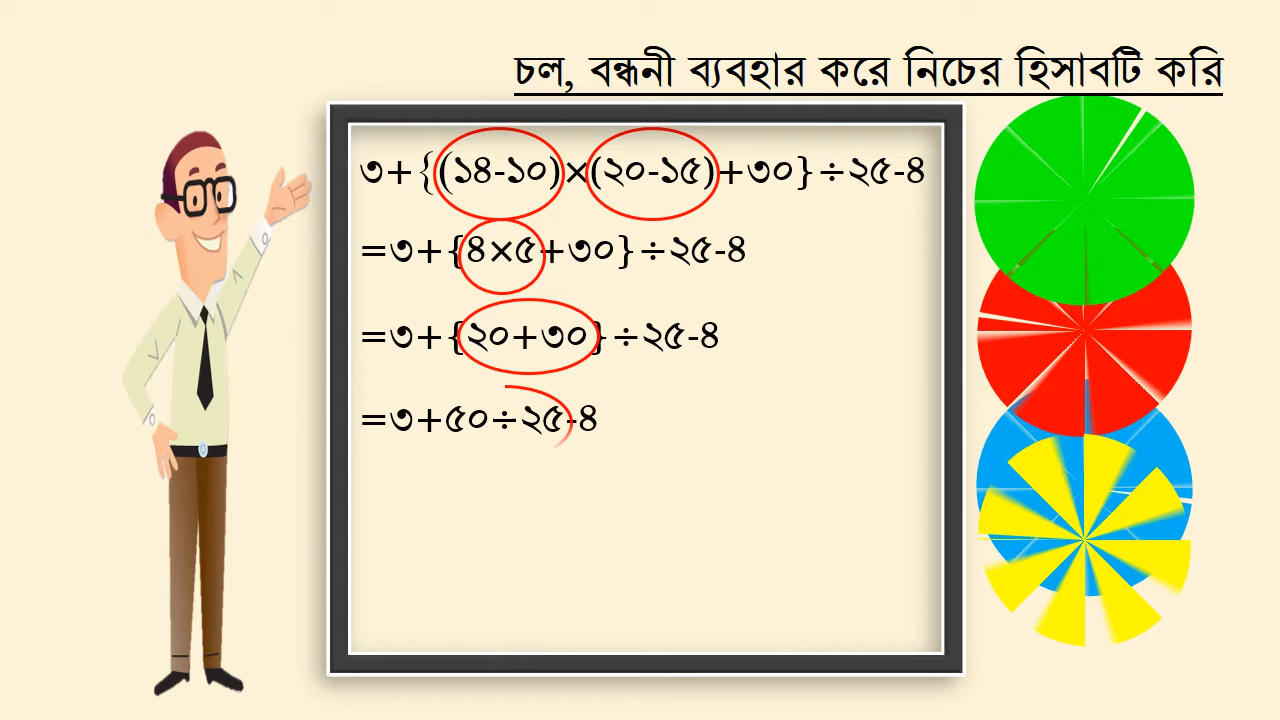 চল, বন্ধনী ব্যবহার করে নিচের হিসাবটি করি
৩+{(১৪-১০)×(২০-১৫)+৩০}÷২৫-৪
=৩+{৪×৫+৩০}÷২৫-৪
=৩+{২০+৩০}÷২৫-৪
=৩+৫০÷২৫-৪